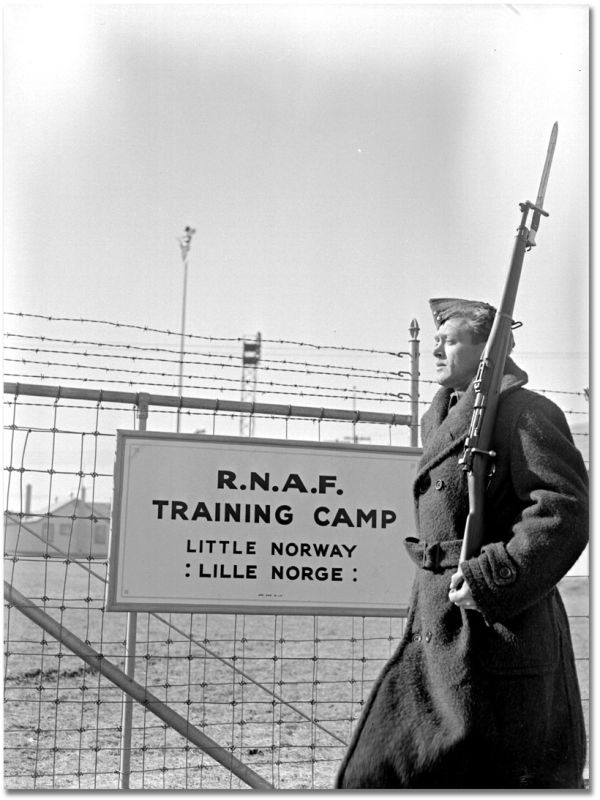 R.N.A.F.
TRAINING CAMP
LITTLE NORWAY
: LILLE NORGE :